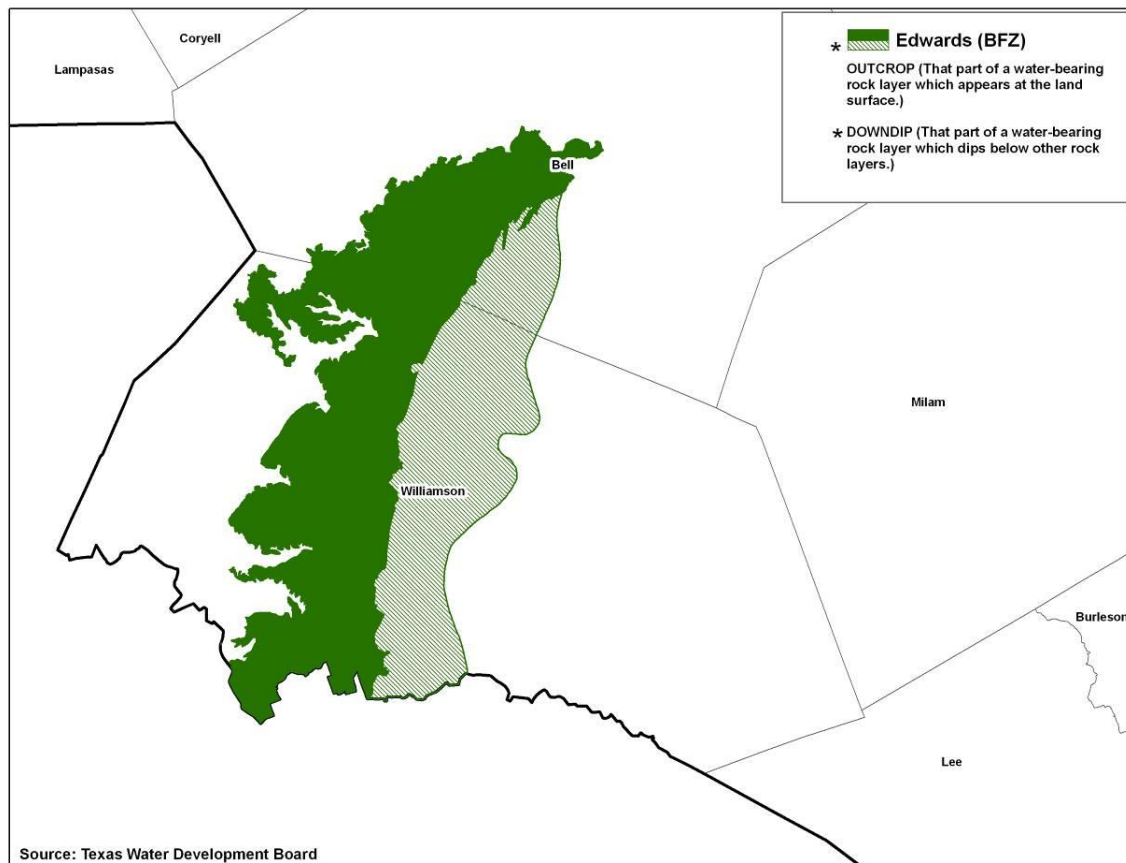 Coryell
Lampasas
* Edwards (BFZ)
OUTCROP (That part of a water-bearing
rock layer which appears at the land
surface.)
* DOWNDIP (That part of a water-bearing
rock layer which dips below other rock
layers.)
Bell
Milam
Williamson
Burleson
Lee
Source: Texas Water Development Board